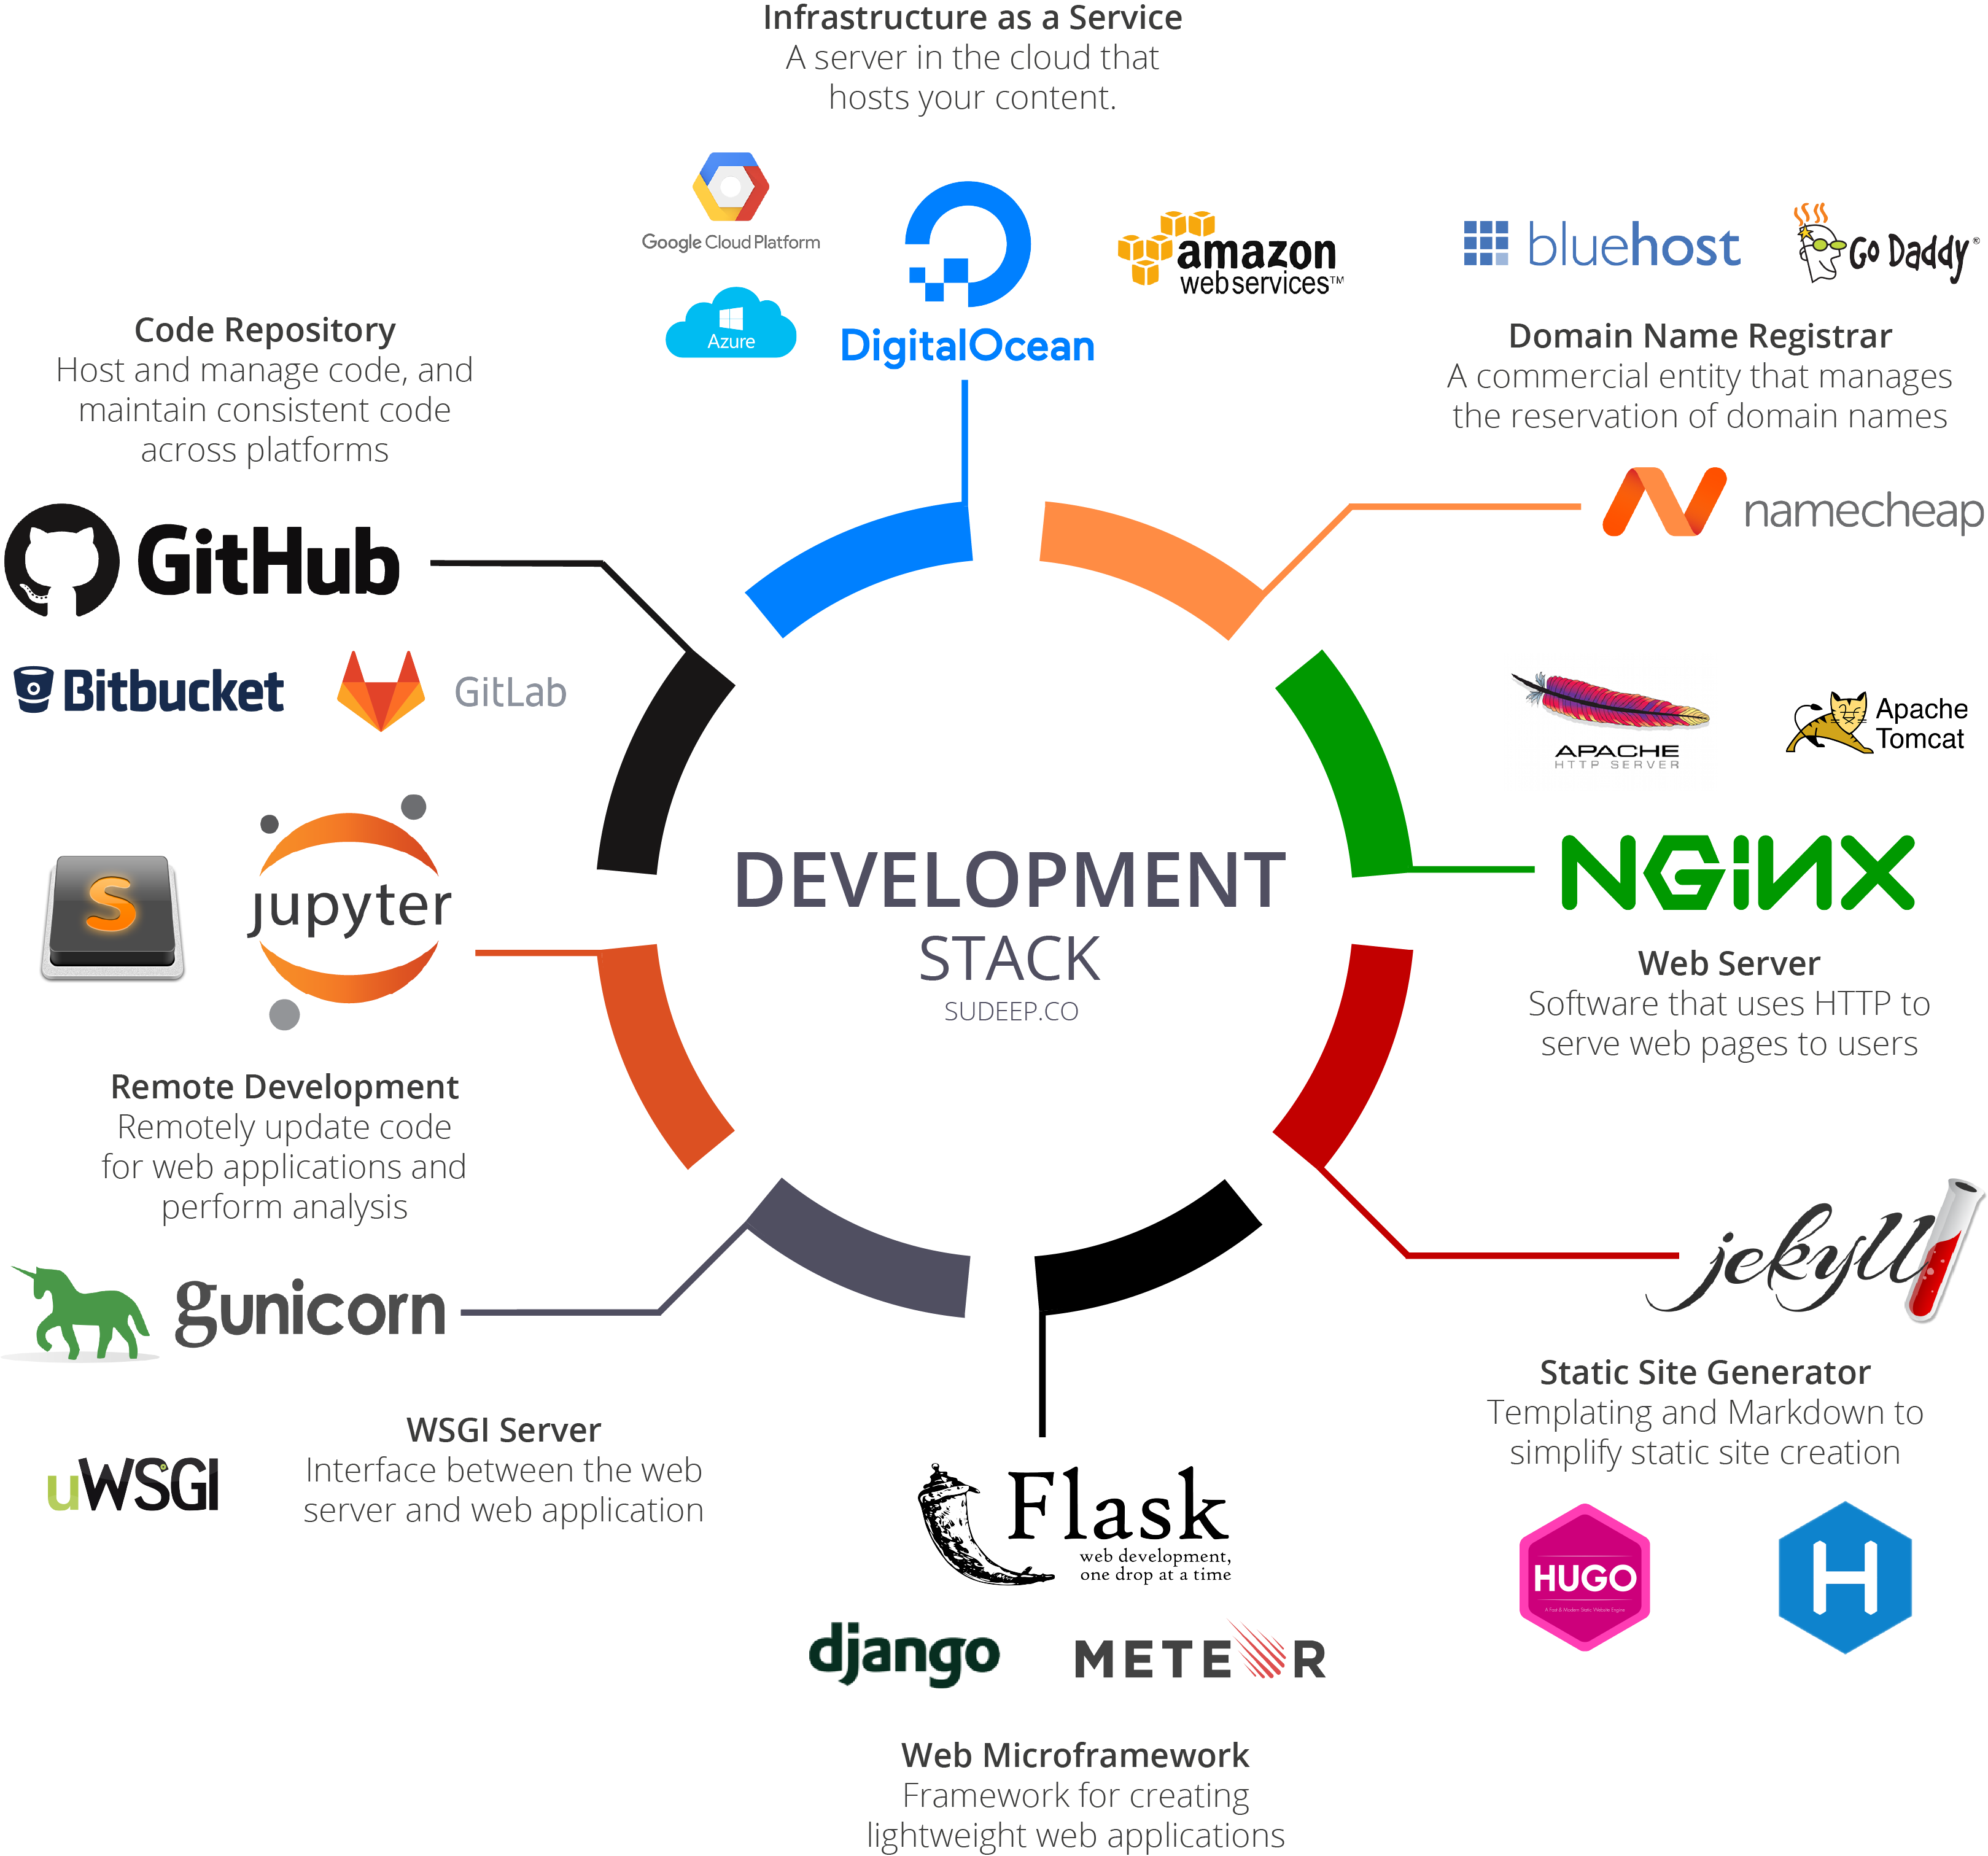 Infrastructure as a Service
A server in the cloud that
hosts your content.
Google Cloud Platform
Azure
DigitalOcean
amazon
webservices™
bluehost
Go Daddy®
Domain Name Registrar
A commercial entity that manages
the reservation of domain names
namecheap
Code Repository
Host and manage code, and
maintain consistent code
across platforms
GitHub
Bitbucket
GitLab
APACHE
HTTP SERVER
Apache
Tomcat
NGINX
Web Server
Software that uses HTTP to
serve web pages to users
S
jupyter
DEVELOPMENT
STACK
SUDEEP.CO
Remote Development
Remotely update code
for web applications and
perform analysis
gunicorn
jekyll
Static Site Generator
Templating and Markdown to
simplify static site creation
HUGO
A Fast & Modern Static Website Engine
H
uWSGI
WSGI Server
Interface between the web
server and web application
Flask
web development,
one drop at a time
django
METEOR
Web Microframework
Framework for creating
lightweight web applications